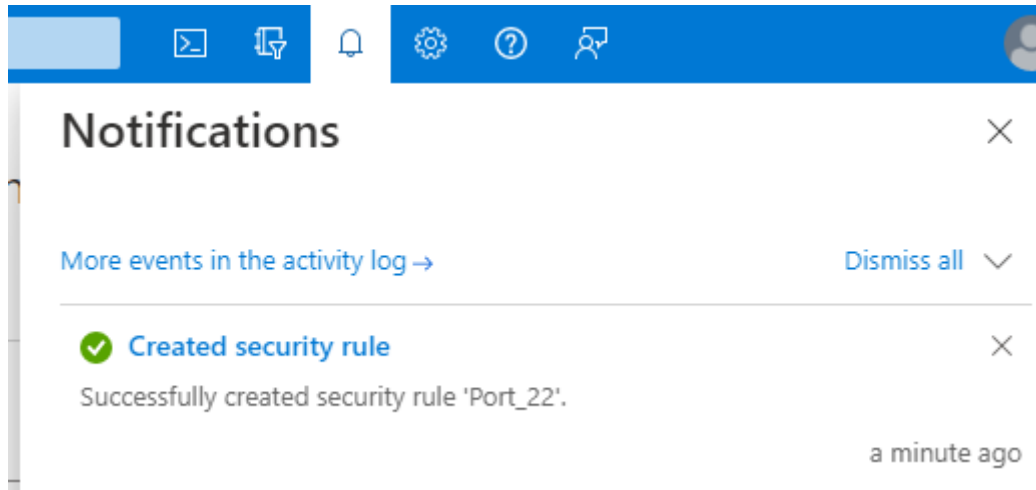 Notifications
More events in the activity log →
Dismiss all
Created security rule
Successfully created security rule 'Port_22'.
a minute ago